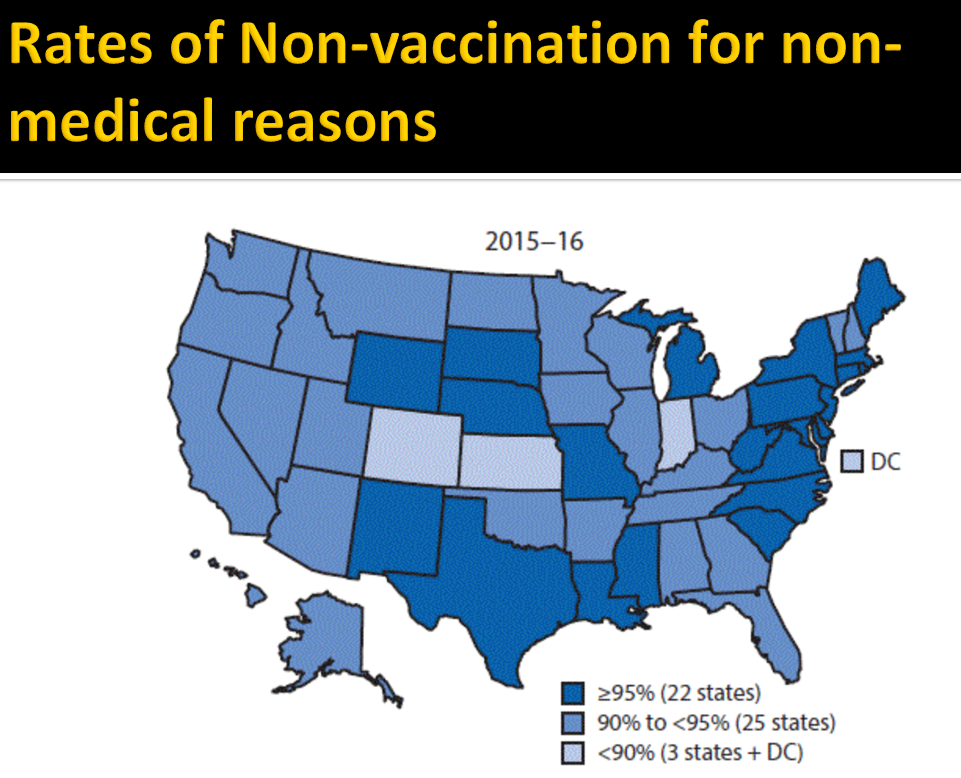 Rates of Non-vaccination for non-
medical reasons
2015–16
DC
≥95% (22 states)
90% to <95% (25 states)
<90% (3 states + DC)